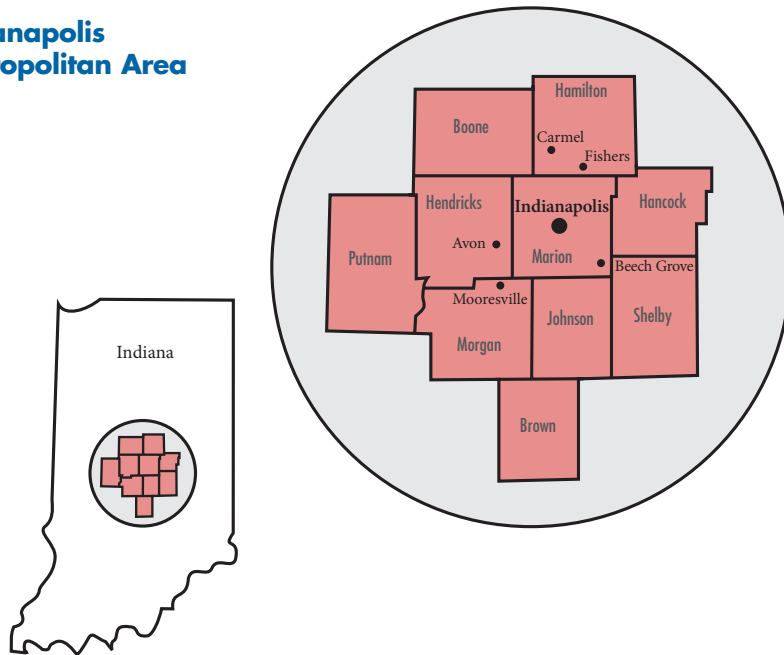 anapolis
opolitan Area
Hamilton
Boone
Carmel
Fishers
Hendricks
Indianapolis
Hancock
Avon
Putnam
Marion
Beech Grove
Mooresville
Johnson
Shelby
Morgan
Indiana
Brown